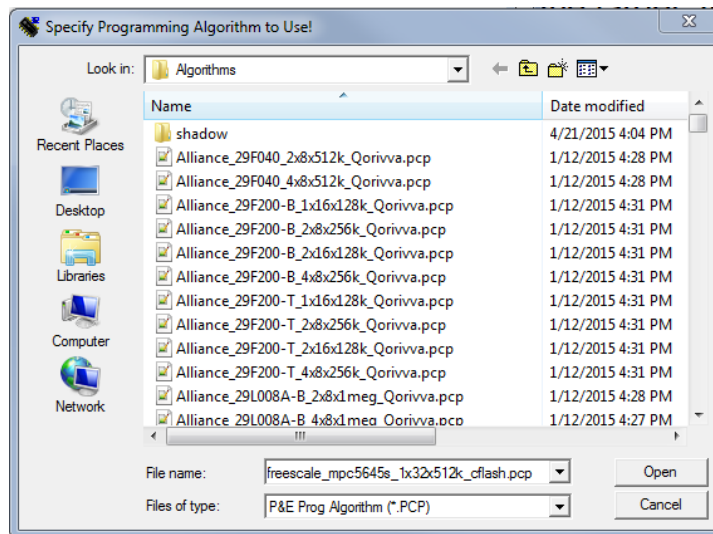 Specify Programming Algorithm to Use!
Look in: Algorithms
Name Date modified
Recent Places
Desktop
Libraries
Computer
Network
shadow 4/21/2015 4:04 PM
Alliance_29F040_2x8x512k_Qorivva.pcp 1/12/2015 4:28 PM
Alliance_29F040_4x8x512k_Qorivva.pcp 1/12/2015 4:28 PM
Alliance_29F200-B_1x16x128k_Qorivva.pcp 1/12/2015 4:31 PM
Alliance_29F200-B_2x8x256k_Qorivva.pcp 1/12/2015 4:31 PM
Alliance_29F200-B_2x16x128k_Qorivva.pcp 1/12/2015 4:31 PM
Alliance_29F200-B_4x8x256k_Qorivva.pcp 1/12/2015 4:31 PM
Alliance_29F200-T_1x16x128k_Qorivva.pcp 1/12/2015 4:31 PM
Alliance_29F200-T_2x8x256k_Qorivva.pcp 1/12/2015 4:31 PM
Alliance_29F200-T_2x16x128k_Qorivva.pcp 1/12/2015 4:31 PM
Alliance_29F200-T_4x8x256k_Qorivva.pcp 1/12/2015 4:31 PM
Alliance_29L008A-B_2x8x1meg_Qorivva.pcp 1/12/2015 4:28 PM
Alliance_29L008A-B_4x8x1meg_Qorivva.pcp 1/12/2015 4:27 PM
File name: freescale_mpc5645s_1x32x512k_cflash.pcp Open
Files of type: P&E Prog Algorithm (*.PCP) Cancel